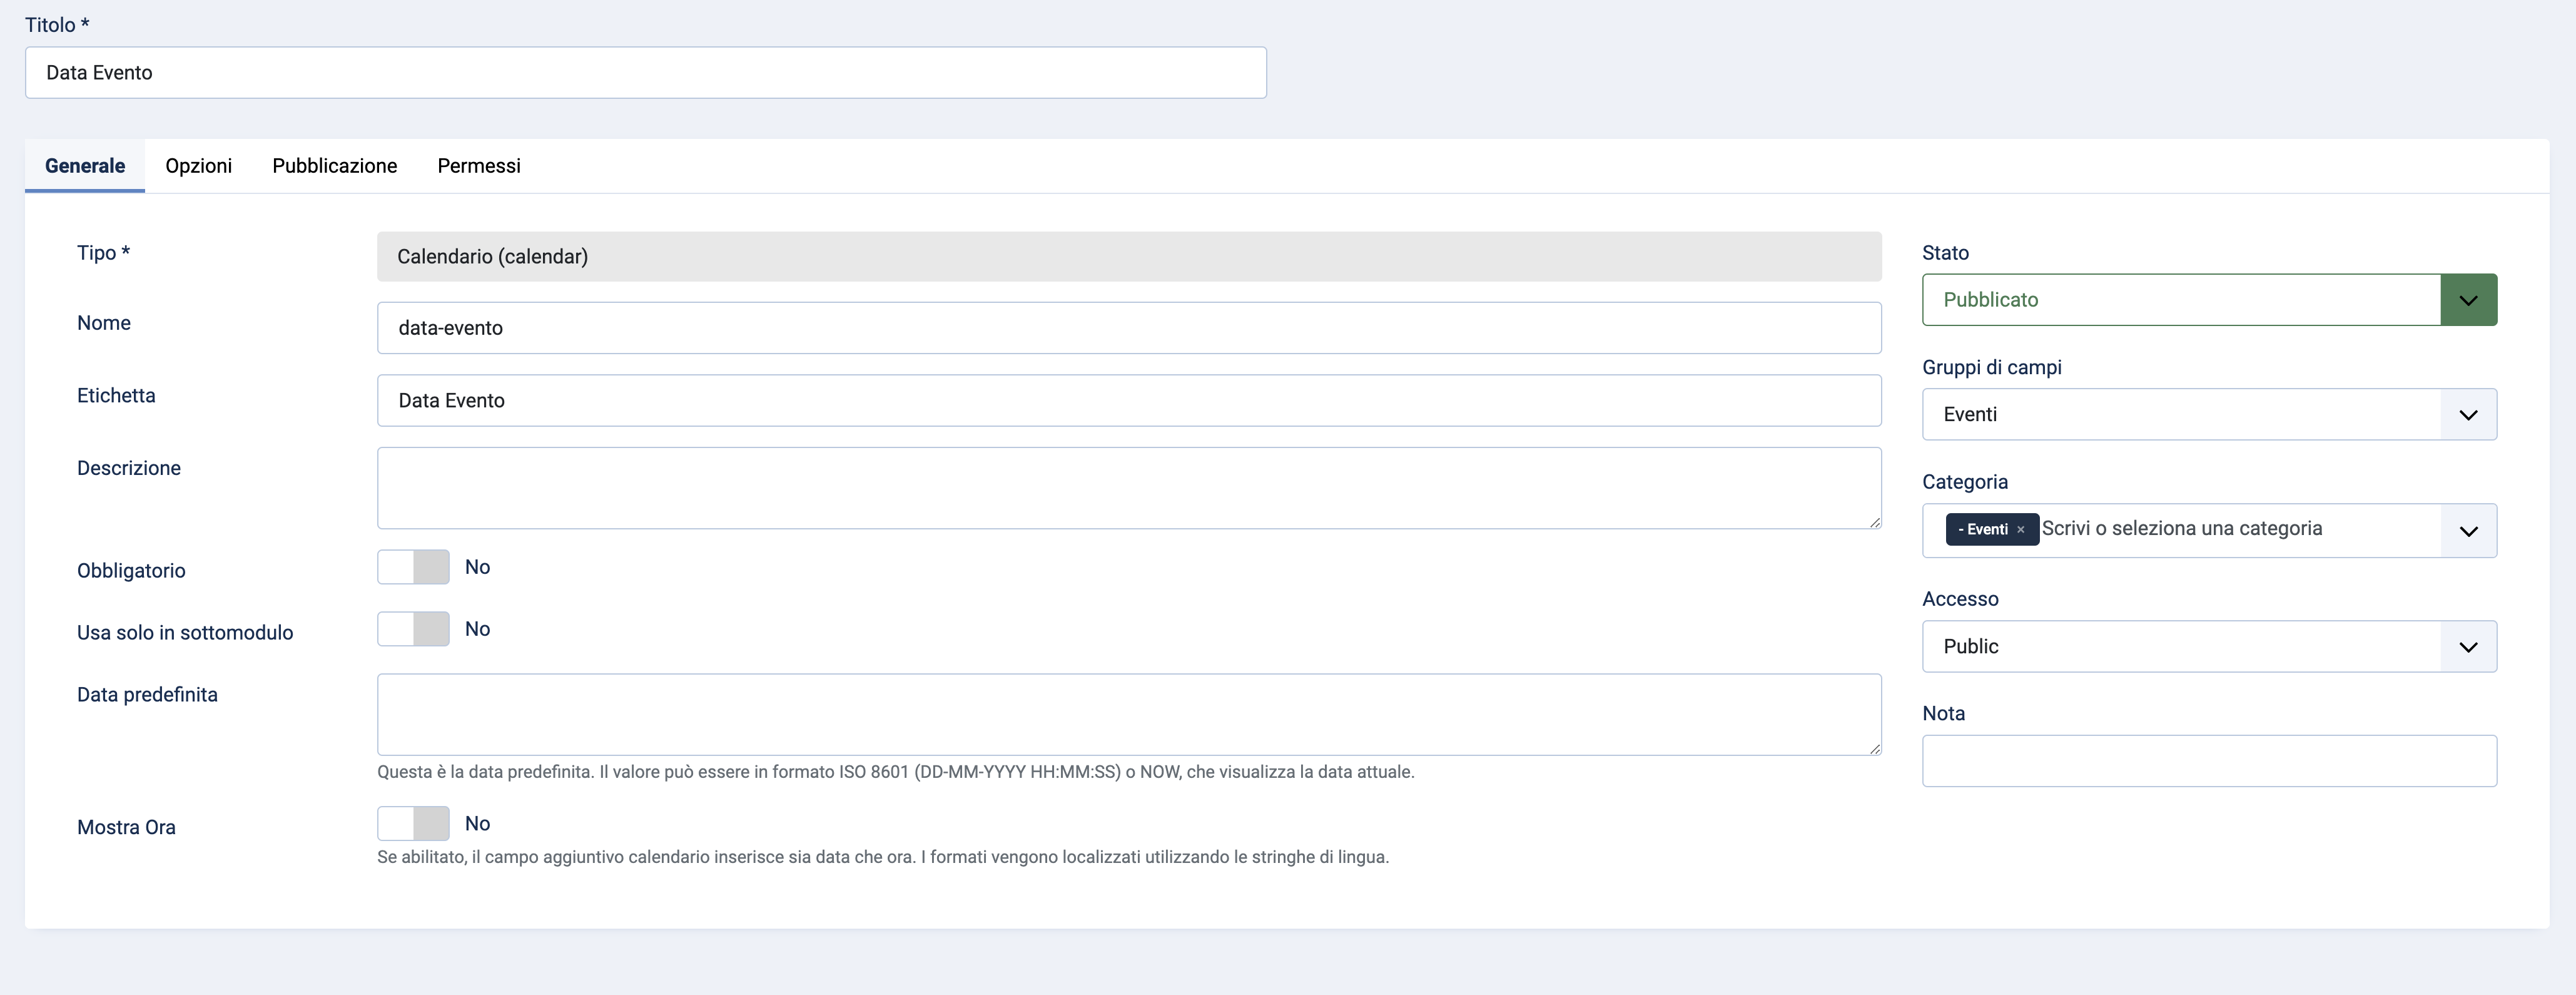 Titolo *
Data Evento
Generale Opzioni Pubblicazione Permessi
Tipo *
Calendario (calendar)
Nome
data-evento
Etichetta
Data Evento
Descrizione
Obbligatorio
No
Usa solo in sottomodulo
No
Data predefinita
Questa è la data predefinita. Il valore può essere in formato ISO 8601 (DD-MM-YYYY HH:MM:SS) o NOW, che visualizza la data attuale.
Mostra Ora
No
Se abilitato, il campo aggiuntivo calendario inserisce sia data che ora. I formati vengono localizzati utilizzando le stringhe di lingua.
Stato
Pubblicato
Gruppi di campi
Eventi
Categoria
- Eventi × Scrivi o seleziona una categoria
Accesso
Public
Nota